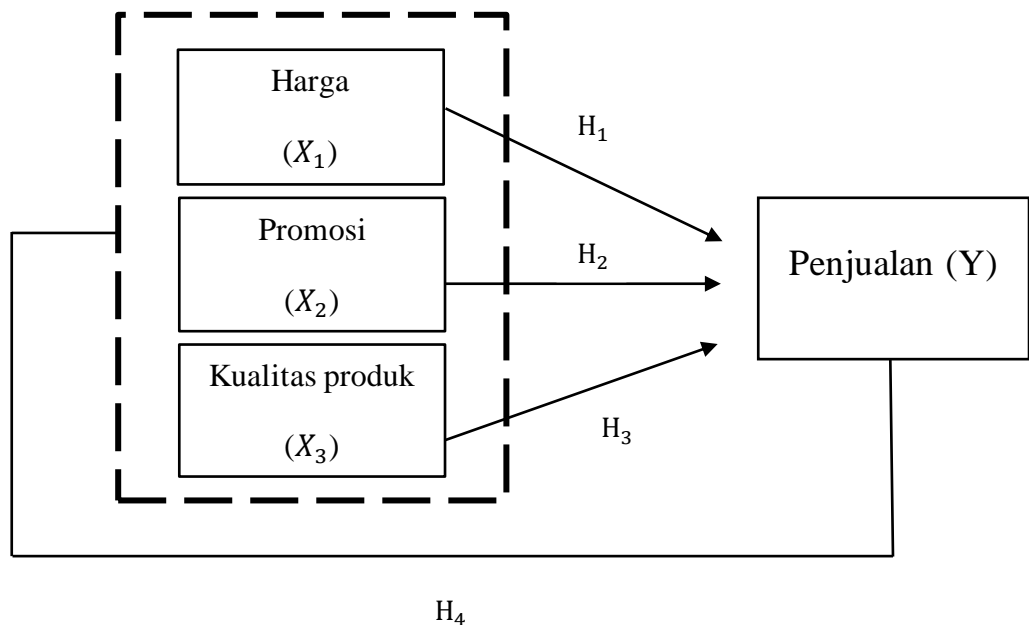 Harga
(X₁)
H₁
Promosi
(X₂)
H₂
Penjualan (Y)
Kualitas produk
(X₃)
H₃
H₄